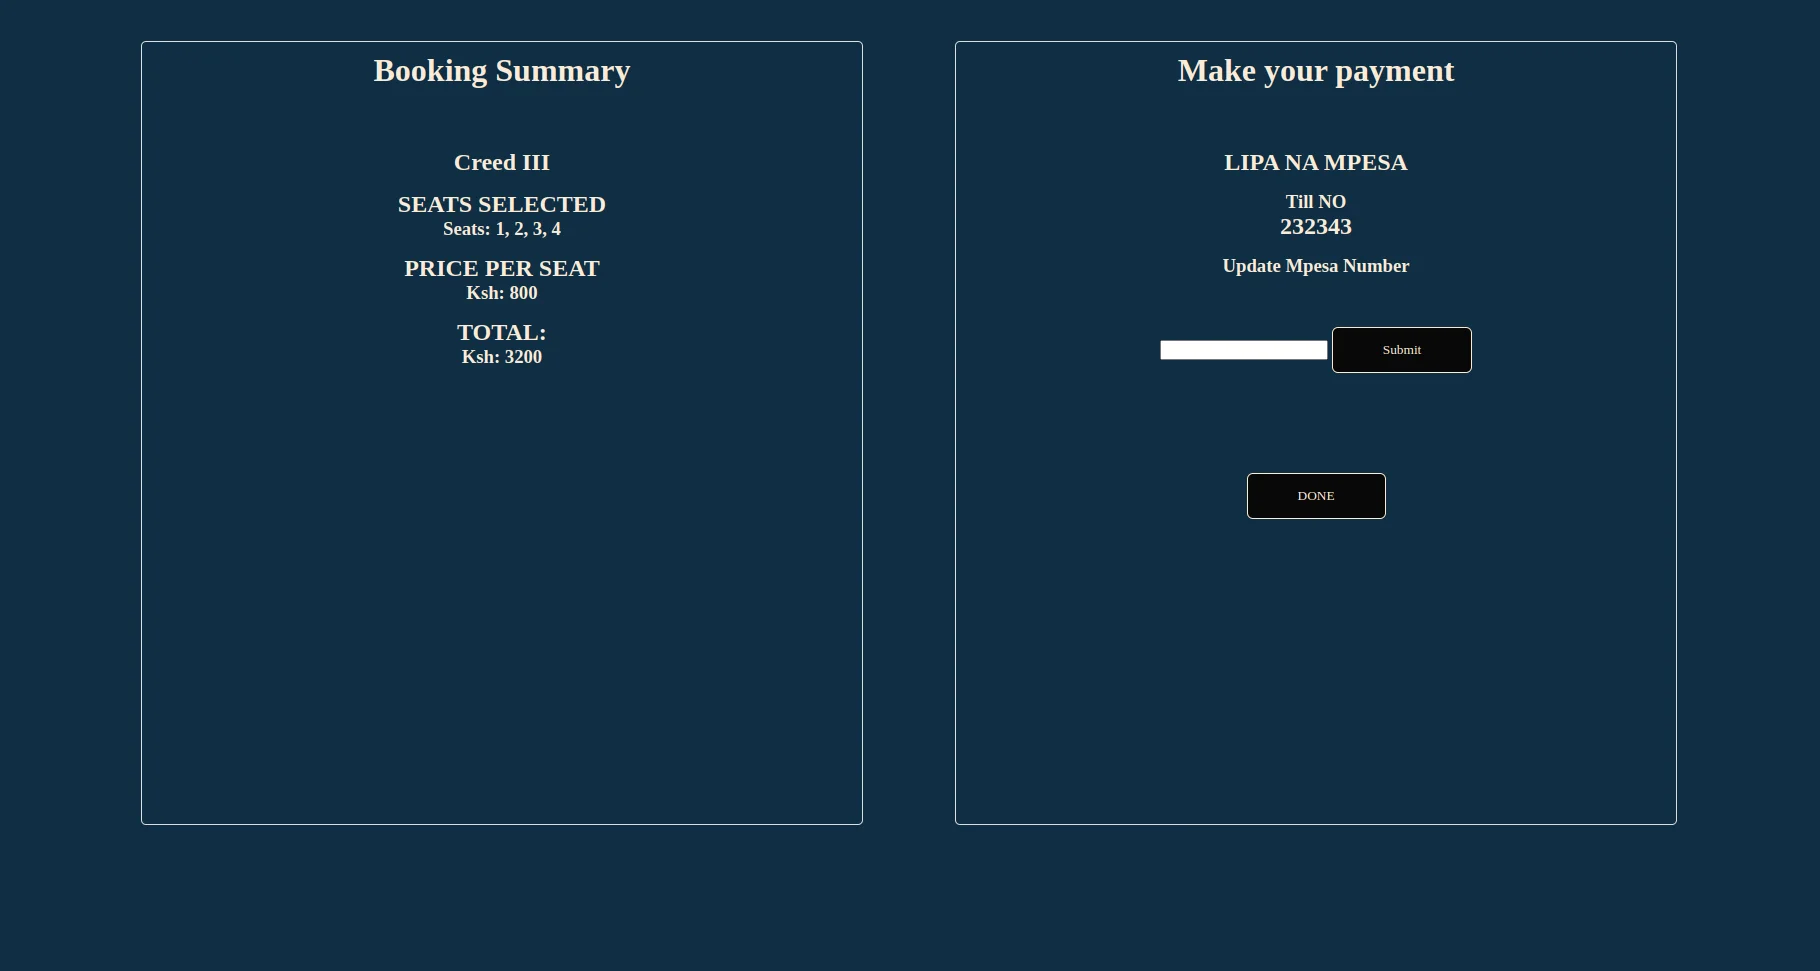 Booking Summary
Creed III
SEATS SELECTED
Seats: 1, 2, 3, 4
PRICE PER SEAT
Ksh: 800
TOTAL:
Ksh: 3200
Make your payment
LIPA NA MPESA
Till NO
232343
Update Mpesa Number
Submit
DONE